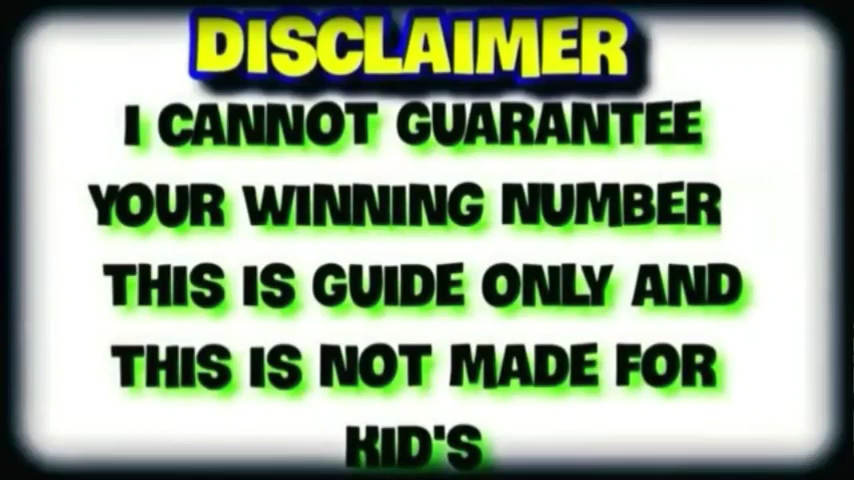 DISCLAIMER
I CANNOT GUARANTEE
YOUR WINNING NUMBER
THIS IS GUIDE ONLY AND
THIS IS NOT MADE FOR
KID'S